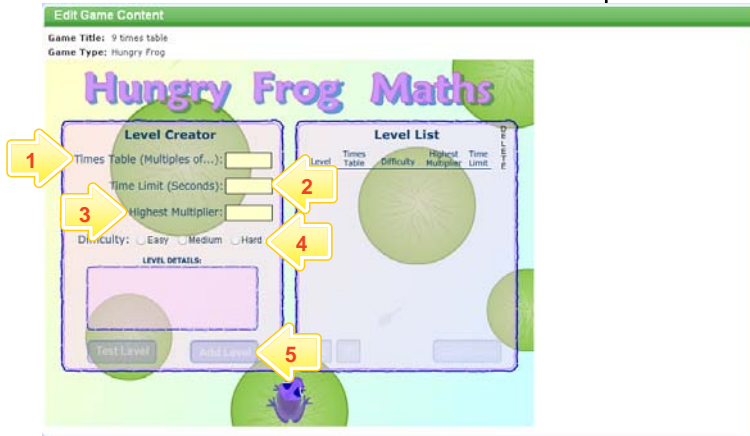 Edit Game Content
Game Title: 9 times table
Game Type: Hungry Frog
Hungry Frog Maths
Level Creator
1
Times Table (Multiples of...):
Time Limit (Seconds):
2
3
Highest Multiplier:
Difficulty: Easy Medium Hard
4
LEVEL DETAILS:
Test Level
Add Level
5
Level List
Level
Times Table
Difficulty
Highest Multiplier
Time Limit
DELETE